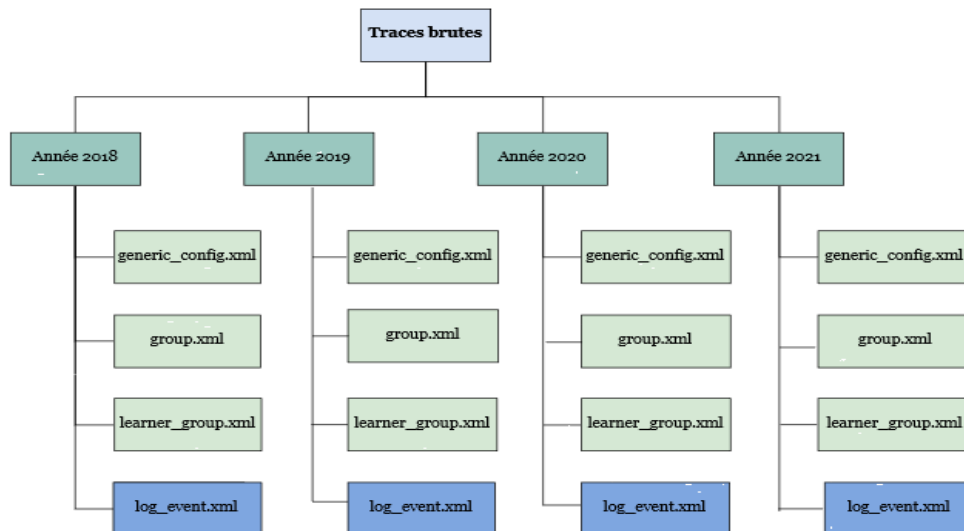 Traces brutes
Année 2018
Année 2019
Année 2020
Année 2021
generic_config.xml
generic_config.xml
generic_config.xml
generic_config.xml
group.xml
group.xml
group.xml
group.xml
learner_group.xml
learner_group.xml
learner_group.xml
learner_group.xml
log_event.xml
log_event.xml
log_event.xml
log_event.xml